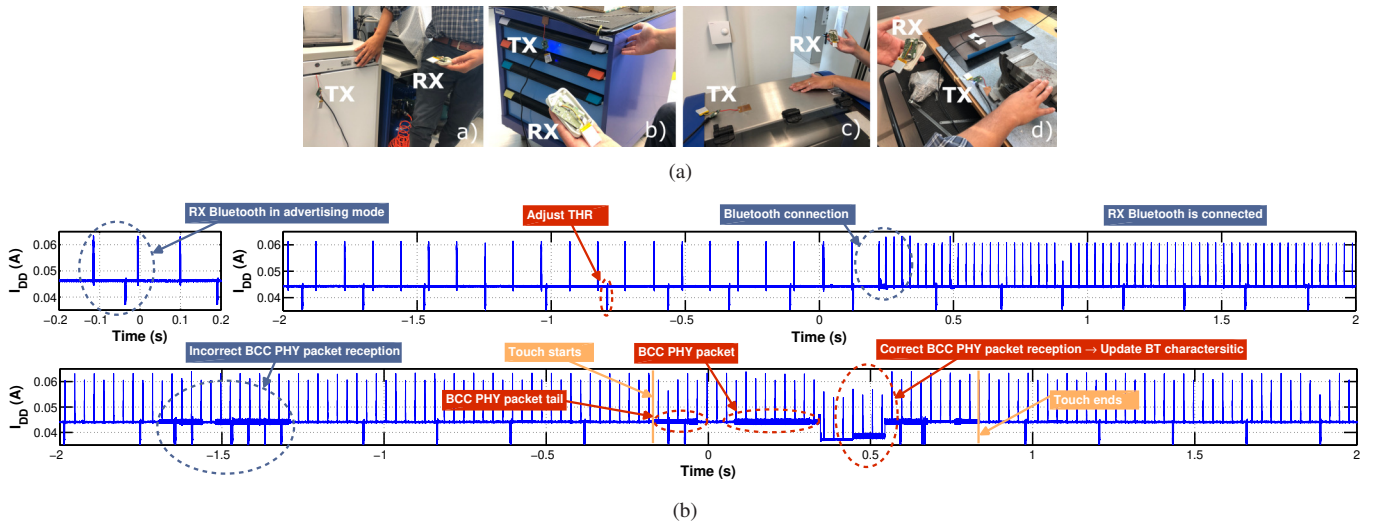 TX
RX
a)
TX
RX
b)
TX
RX
c)
RX
TX
d)
(a)
RX Bluetooth in advertising mode
Adjust THR
Bluetooth connection
RX Bluetooth is connected
I_DD (A)
0.06
0.05
0.04
−0.2 −0.1 0 0.1 0.2
Time (s)
0.06
0.05
0.04
−2 −1.5 −1 −0.5 0 0.5 1 1.5 2
Time (s)
Incorrect BCC PHY packet reception
Touch starts
BCC PHY packet
Correct BCC PHY packet reception → Update BT charactersitic
BCC PHY packet tail
Touch ends
I_DD (A)
0.06
0.05
0.04
−2 −1.5 −1 −0.5 0 0.5 1 1.5 2
Time (s)
(b)